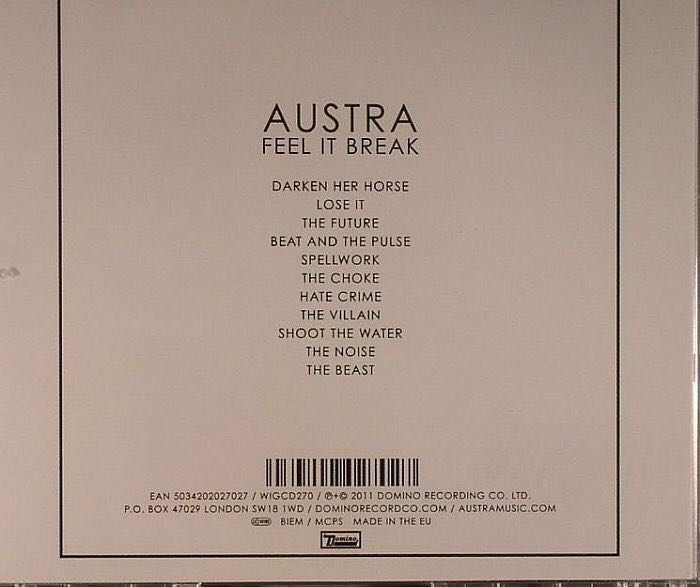 AUSTRA
FEEL IT BREAK
DARKEN HER HORSE
LOSE IT
THE FUTURE
BEAT AND THE PULSE
SPELLWORK
THE CHOKE
HATE CRIME
THE VILLAIN
SHOOT THE WATER
THE NOISE
THE BEAST
EAN 5034202027027 / WIGCD270 / ℗+© 2011 DOMINO RECORDING CO. LTD.
P.O. BOX 47029 LONDON SW18 1WD / DOMINORECORDCO.COM / AUSTRAMUSIC.COM
BIEM / MCPS MADE IN THE EU
Domino